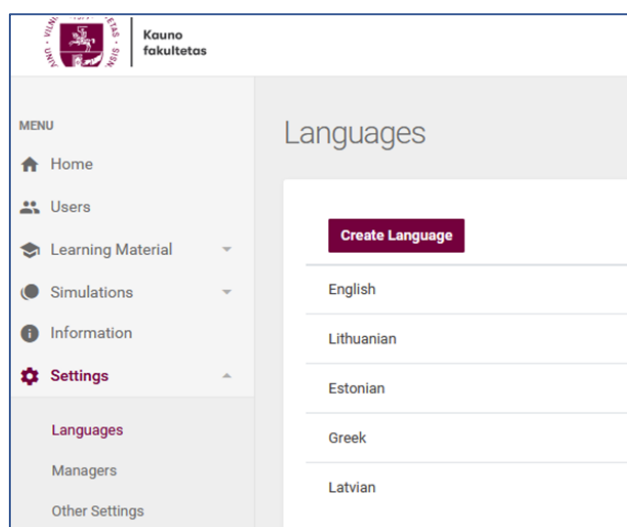 Kauno
fakultetas
MENU
Home
Users
Learning Material
Simulations
Information
Settings
Languages
Managers
Other Settings
Languages
Create Language
English
Lithuanian
Estonian
Greek
Latvian